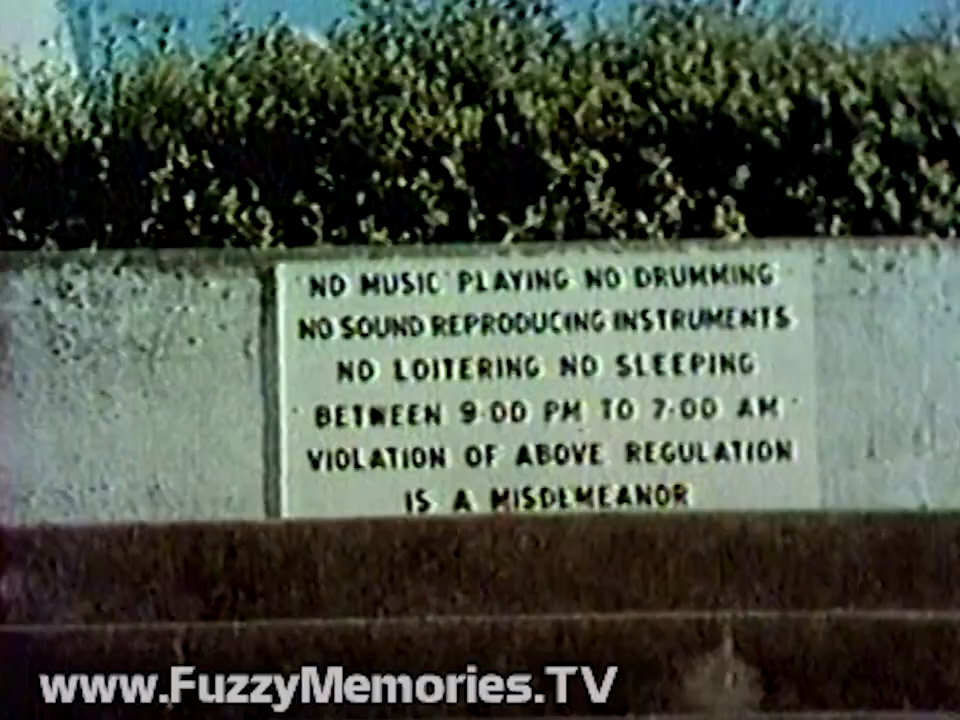 NO MUSIC PLAYING NO DRUMMING
NO SOUND REPRODUCING INSTRUMENTS
NO LOITERING NO SLEEPING
BETWEEN 9:00 PM TO 7:00 AM
VIOLATION OF ABOVE REGULATION
IS A MISDEMEANOR
www.FuzzyMemories.TV